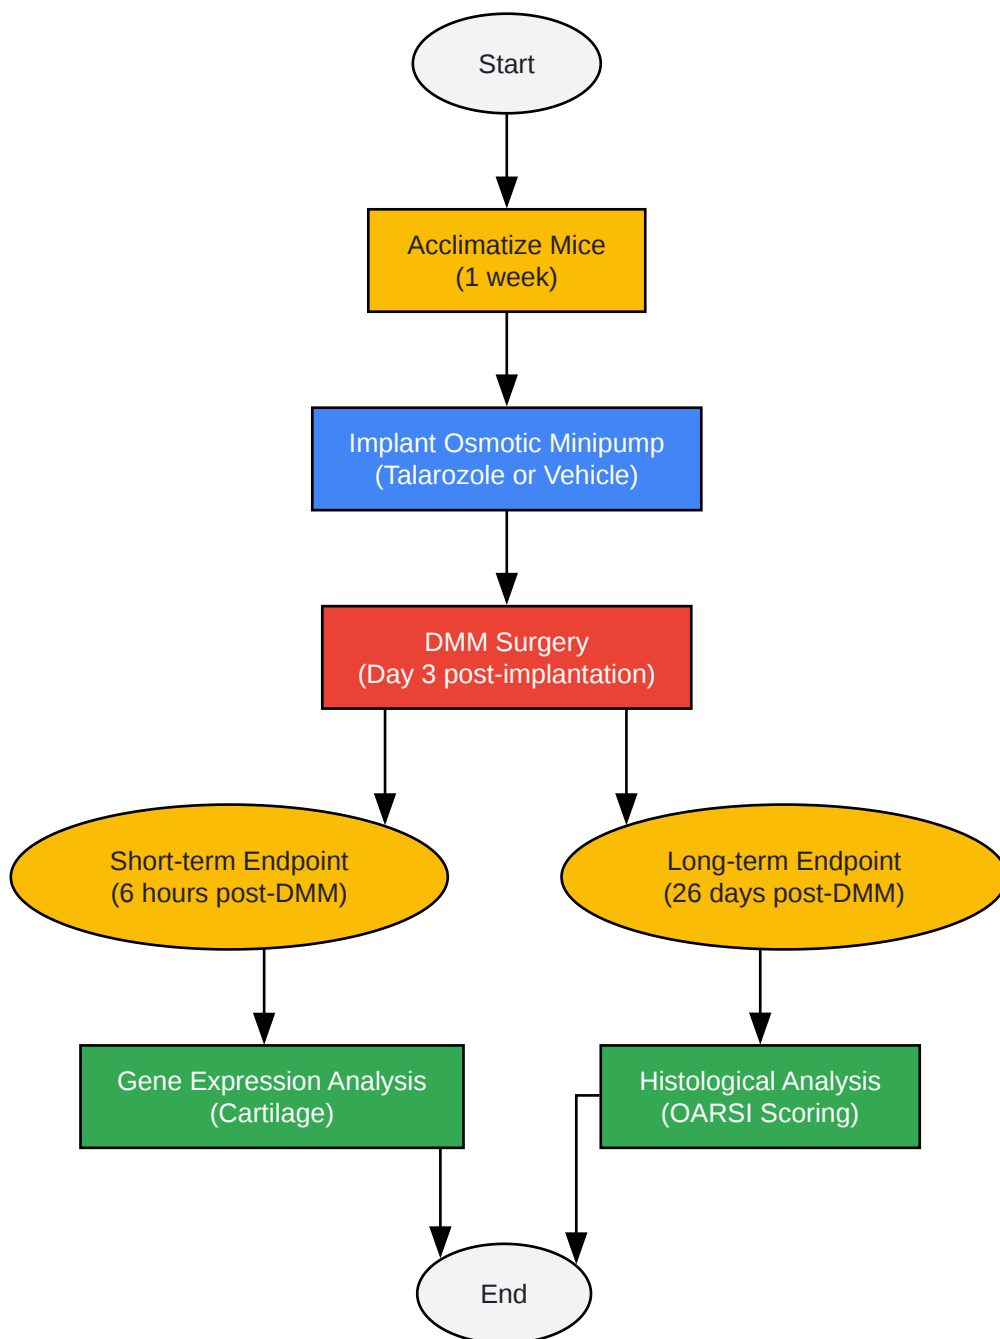 Start
Acclimatize Mice
(1 week)
Implant Osmotic Minipump
(Talarozole or Vehicle)
DMM Surgery
(Day 3 post-implantation)
Short-term Endpoint
(6 hours post-DMM)
Long-term Endpoint
(26 days post-DMM)
Gene Expression Analysis
(Cartilage)
Histological Analysis
(OARSI Scoring)
End